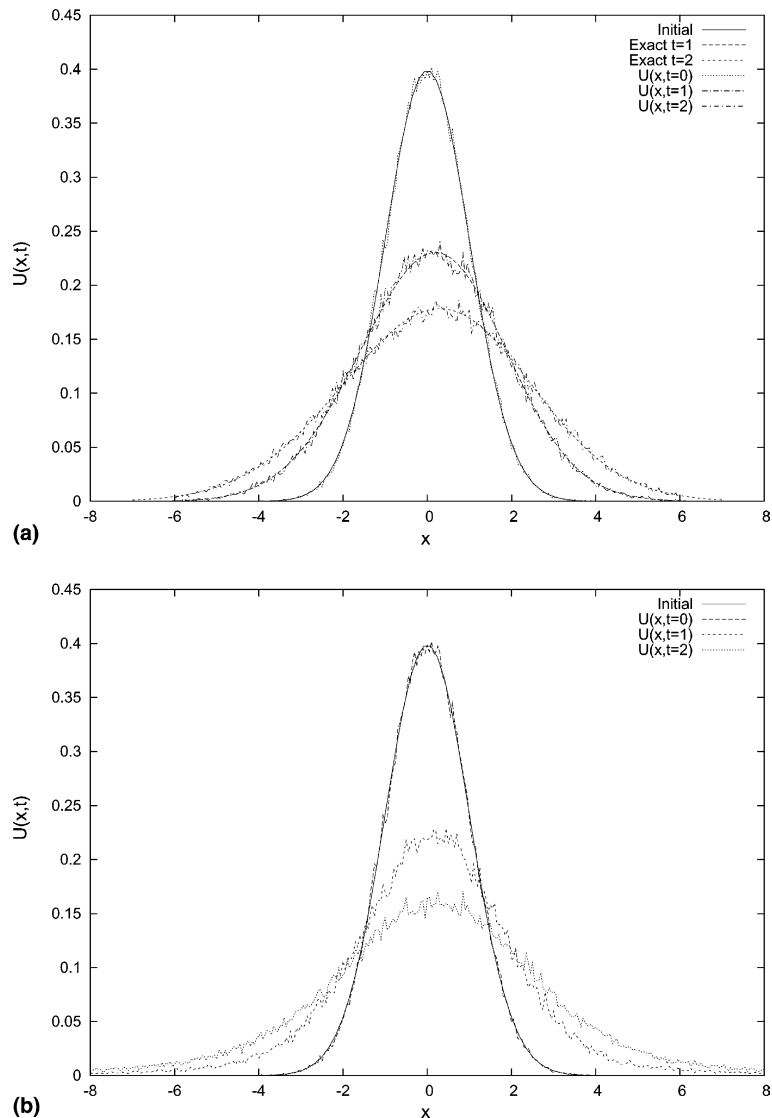 0.45
0.4
0.35
0.3
0.25
0.2
0.15
0.1
0.05
0
U(x,t)
Initial
Exact t=1
Exact t=2
U(x,t=0)
U(x,t=1)
U(x,t=2)
-8 -6 -4 -2 0 2 4 6 8
x
(a)
0.45
0.4
0.35
0.3
0.25
0.2
0.15
0.1
0.05
0
U(x,t)
Initial
U(x,t=0)
U(x,t=1)
U(x,t=2)
-8 -6 -4 -2 0 2 4 6 8
x
(b)